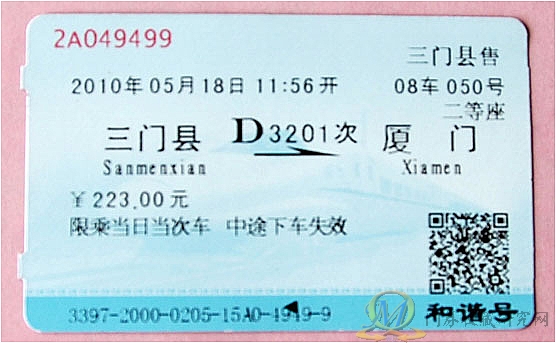 2A049499
三门县售
2010年05月18日11:56开
08车050号
二等座
三门县 D3201次 厦门
Sanmenxian Xiamen
￥223.00元
限乘当日当次车 中途下车失效
和谐号
3397-2000-0205-15A0-4949-9